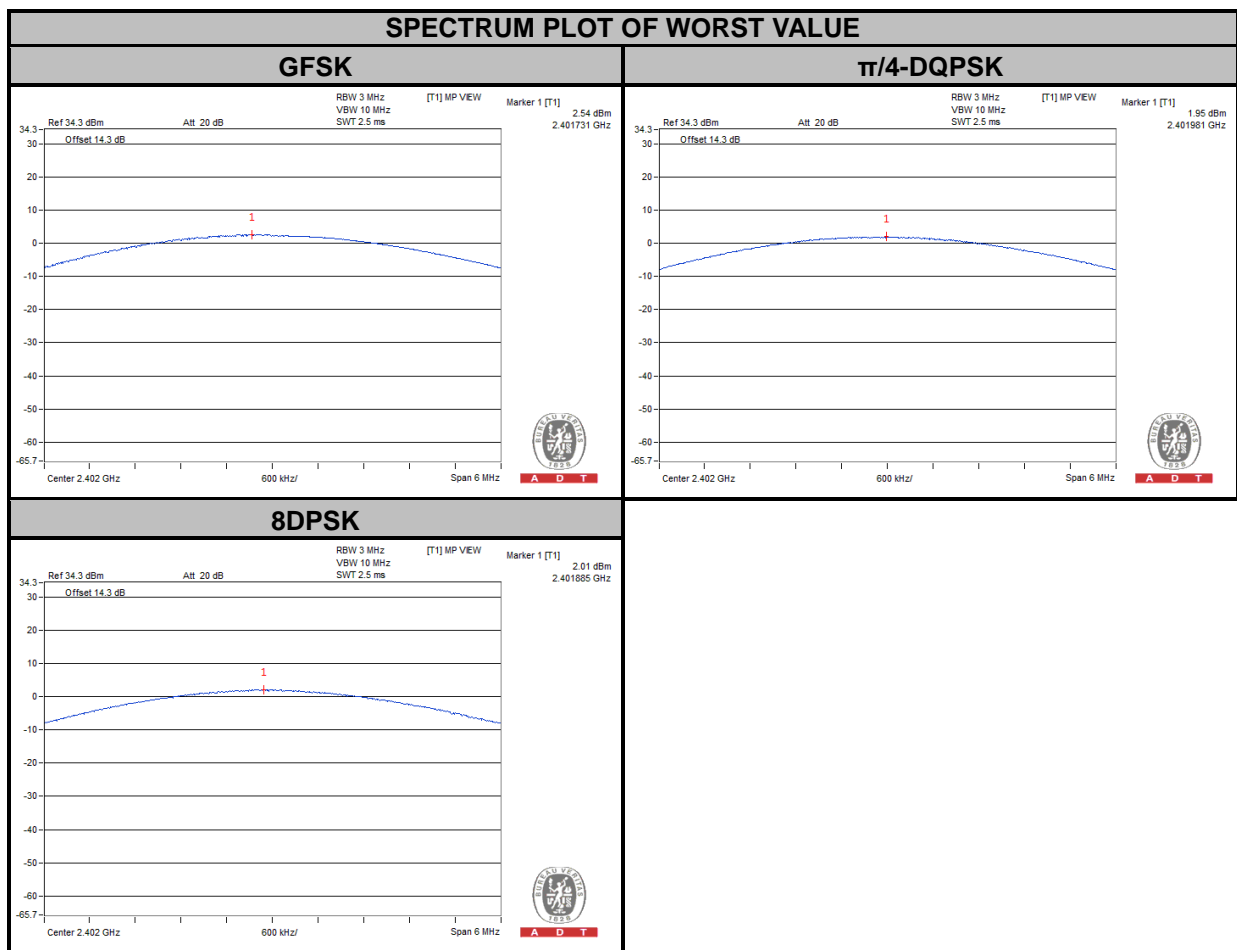 SPECTRUM PLOT OF WORST VALUE
GFSK
RBW 3 MHz [T1] MP VIEW Marker 1 [T1]
VBW 10 MHz 2.54 dBm
Ref 34.3 dBm Att 20 dB SWT 2.5 ms 2.401731 GHz
34.3
Offset 14.3 dB
30
20
10
1
0
-10
-20
-30
-40
-50
-60
-65.7
Center 2.402 GHz 600 kHz/ Span 6 MHz
BUREAU VERITAS
1828
A D T
π/4-DQPSK
RBW 3 MHz [T1] MP VIEW Marker 1 [T1]
VBW 10 MHz 1.95 dBm
Ref 34.3 dBm Att 20 dB SWT 2.5 ms 2.401981 GHz
34.3
Offset 14.3 dB
30
20
10
1
0
-10
-20
-30
-40
-50
-60
-65.7
Center 2.402 GHz 600 kHz/ Span 6 MHz
BUREAU VERITAS
1828
A D T
8DPSK
RBW 3 MHz [T1] MP VIEW Marker 1 [T1]
VBW 10 MHz 2.01 dBm
Ref 34.3 dBm Att 20 dB SWT 2.5 ms 2.401885 GHz
34.3
Offset 14.3 dB
30
20
10
1
0
-10
-20
-30
-40
-50
-60
-65.7
Center 2.402 GHz 600 kHz/ Span 6 MHz
BUREAU VERITAS
1828
A D T